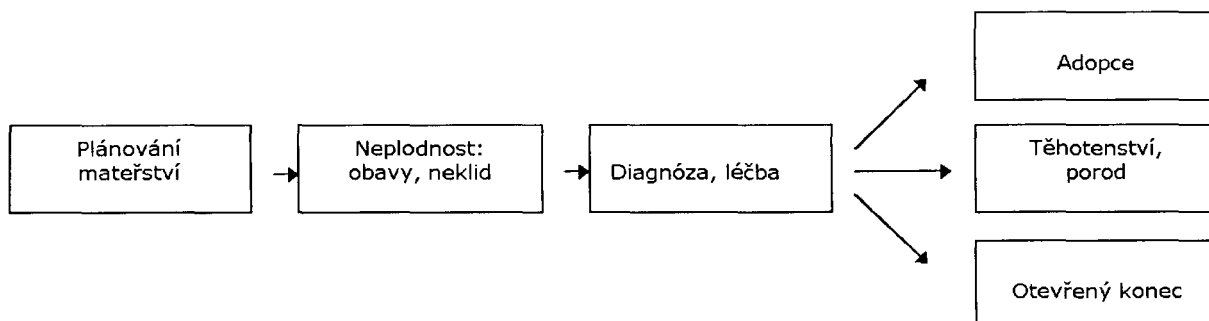 Plánování
mateřství
Neplodnost:
obavy, neklid
Diagnóza, léčba
Adopce
Těhotenství,
porod
Otevřený konec